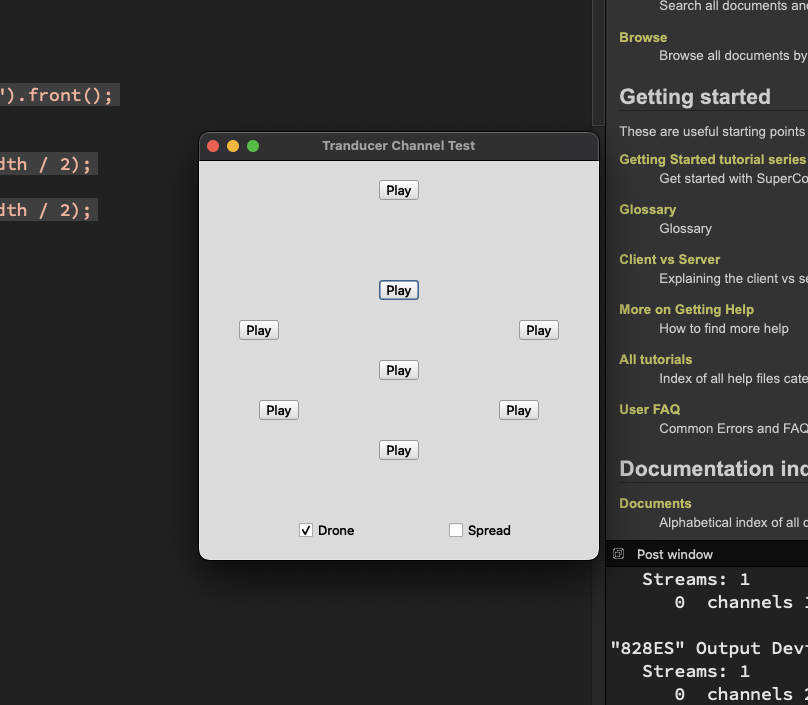 ").front();
dth / 2);
dth / 2);
Tranducer Channel Test
Play
Play
Play
Play
Play
Play
Play
Play
Drone
Spread
Search all documents and
Browse
Browse all documents by
Getting started
These are useful starting points
Getting Started tutorial series
Get started with SuperCo
Glossary
Glossary
Client vs Server
Explaining the client vs se
More on Getting Help
How to find more help
All tutorials
Index of all help files cate
User FAQ
Common Errors and FAQ
Documentation ind
Documents
Alphabetical index of all d
Post window
Streams: 1
0 channels 1
"828ES" Output Dev
Streams: 1
0 channels 2